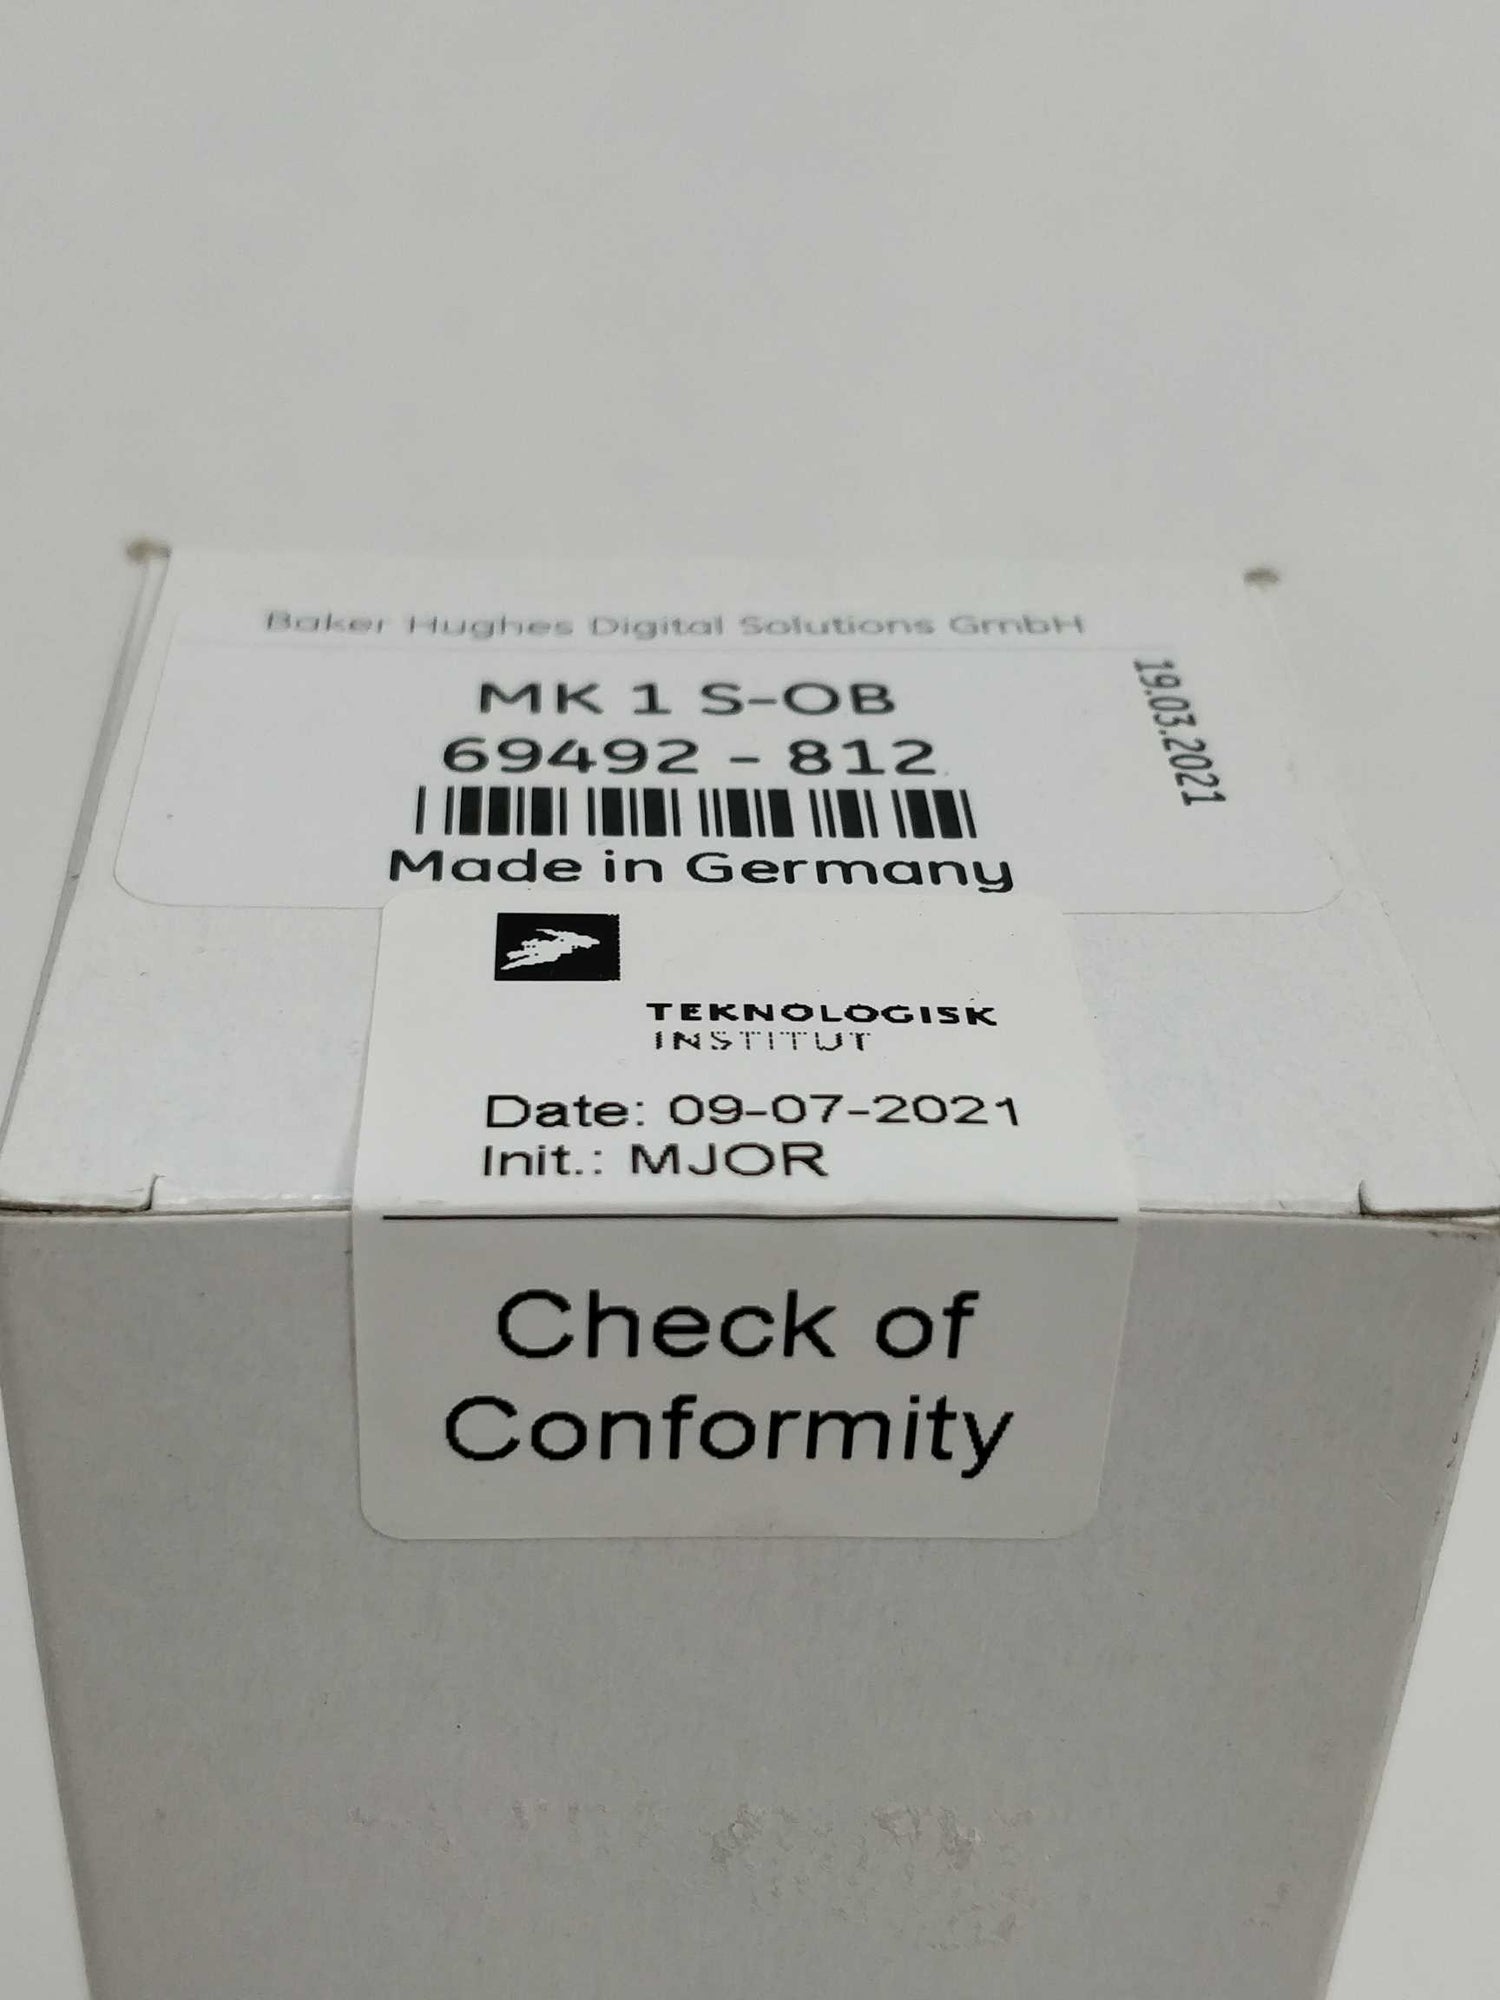 Baker Hughes Digital Solutions GmbH
MK 1 S-OB
69492 - 812
Made in Germany
19.03.2021
TEKNOLOGISK
INSTITUT
Date: 09-07-2021
Init.: MJOR
Check of
Conformity